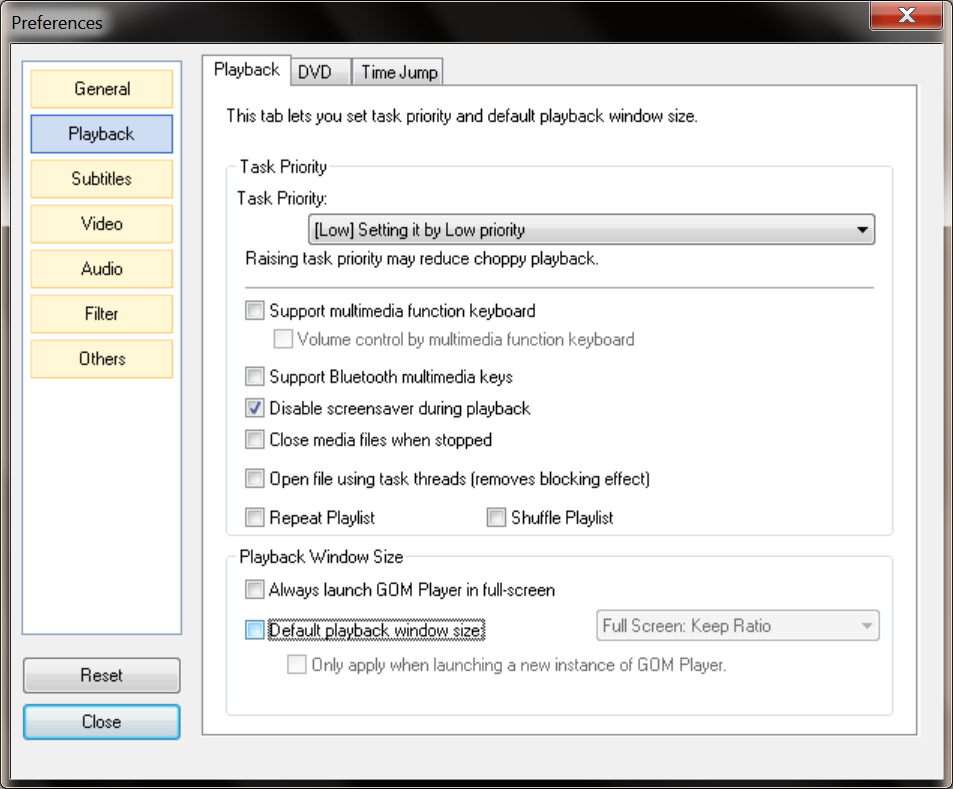 Preferences
General
Playback
Subtitles
Video
Audio
Filter
Others
Reset
Close
Playback DVD Time Jump
This tab lets you set task priority and default playback window size.
Task Priority
Task Priority:
[Low] Setting it by Low priority
Raising task priority may reduce choppy playback.
Support multimedia function keyboard
Volume control by multimedia function keyboard
Support Bluetooth multimedia keys
Disable screensaver during playback
Close media files when stopped
Open file using task threads (removes blocking effect)
Repeat Playlist Shuffle Playlist
Playback Window Size
Always launch GOM Player in full-screen
Default playback window size: Full Screen: Keep Ratio
Only apply when launching a new instance of GOM Player.